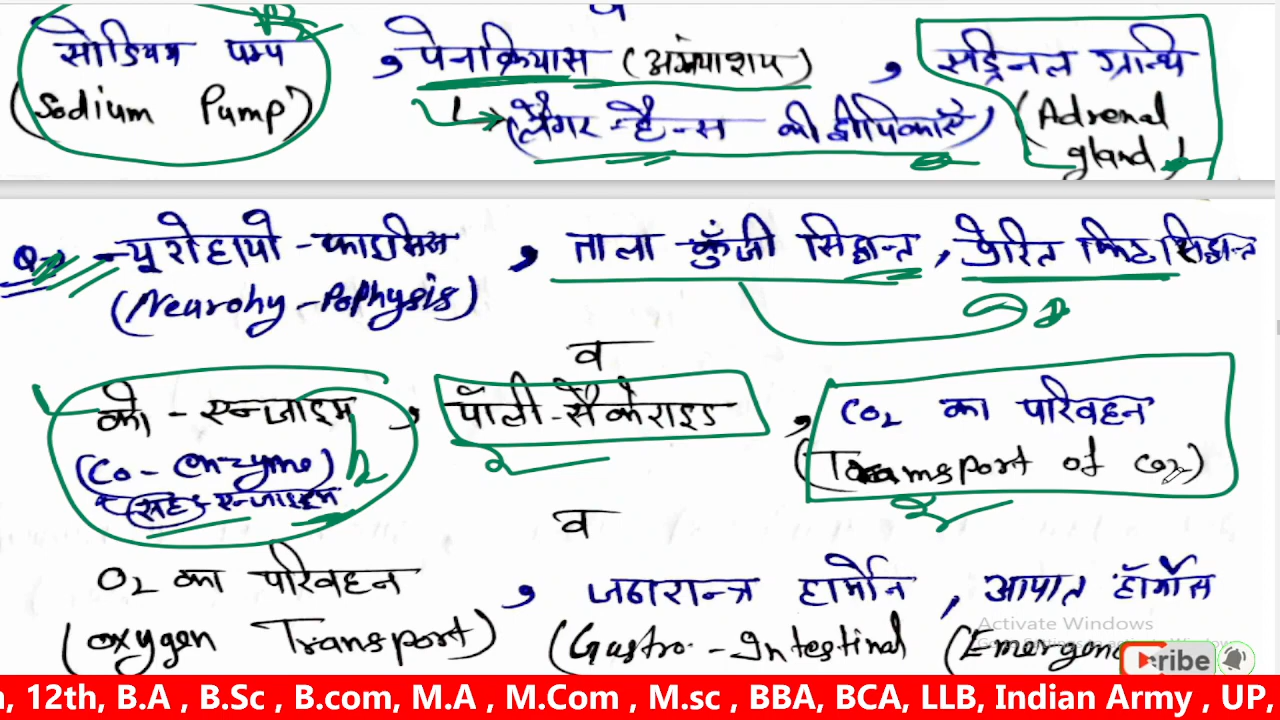 सोडियम पम्प , पेनक्रियास (अग्नाशय) , एड्रिनल ग्रन्थि
(Sodium Pump) (लैंगर-हैन्स की द्वीपिकाएँ) (Adrenal gland)
न्यूरोहायपो-फाइसिस , ताला-कुँजी सिद्धान्त , प्रेरित फिट सिद्धान्त
(Neurohy-Pophysis)
व
को-एन्जाइम , पॉली-सैकेराइड , CO2 का परिवहन
(Co-enzyme) (Transport of CO2)
सह-एन्जाइम
व
O2 का परिवहन , जठरान्त्र हार्मोन , आपात हॉर्मोंस
(oxygen Transport) (Gastro-Intestinal (Emergen
Activate Windows
ribe
12th, B.A , B.Sc , B.com, M.A , M.Com , M.sc , BBA, BCA, LLB, Indian Army , UP,